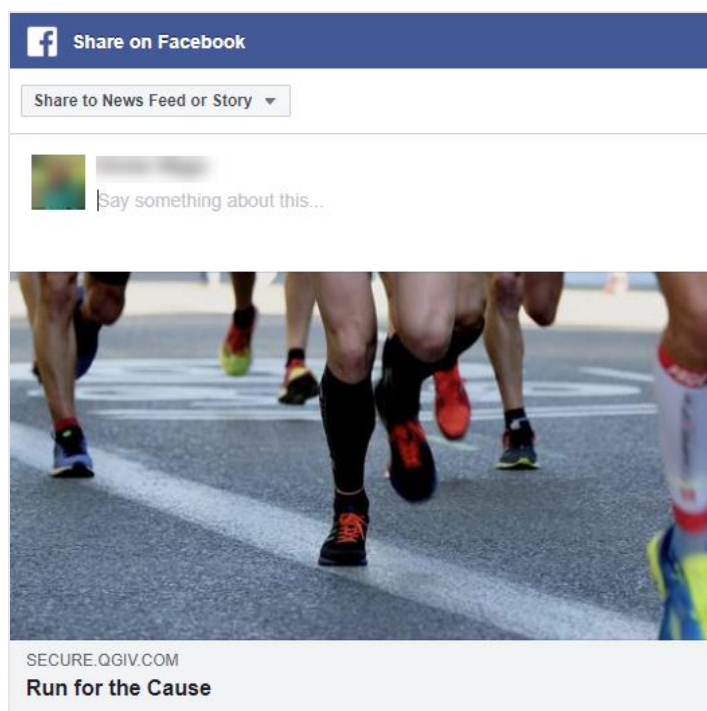 Share on Facebook
Share to News Feed or Story
Say something about this...
SECURE.QGIV.COM
Run for the Cause